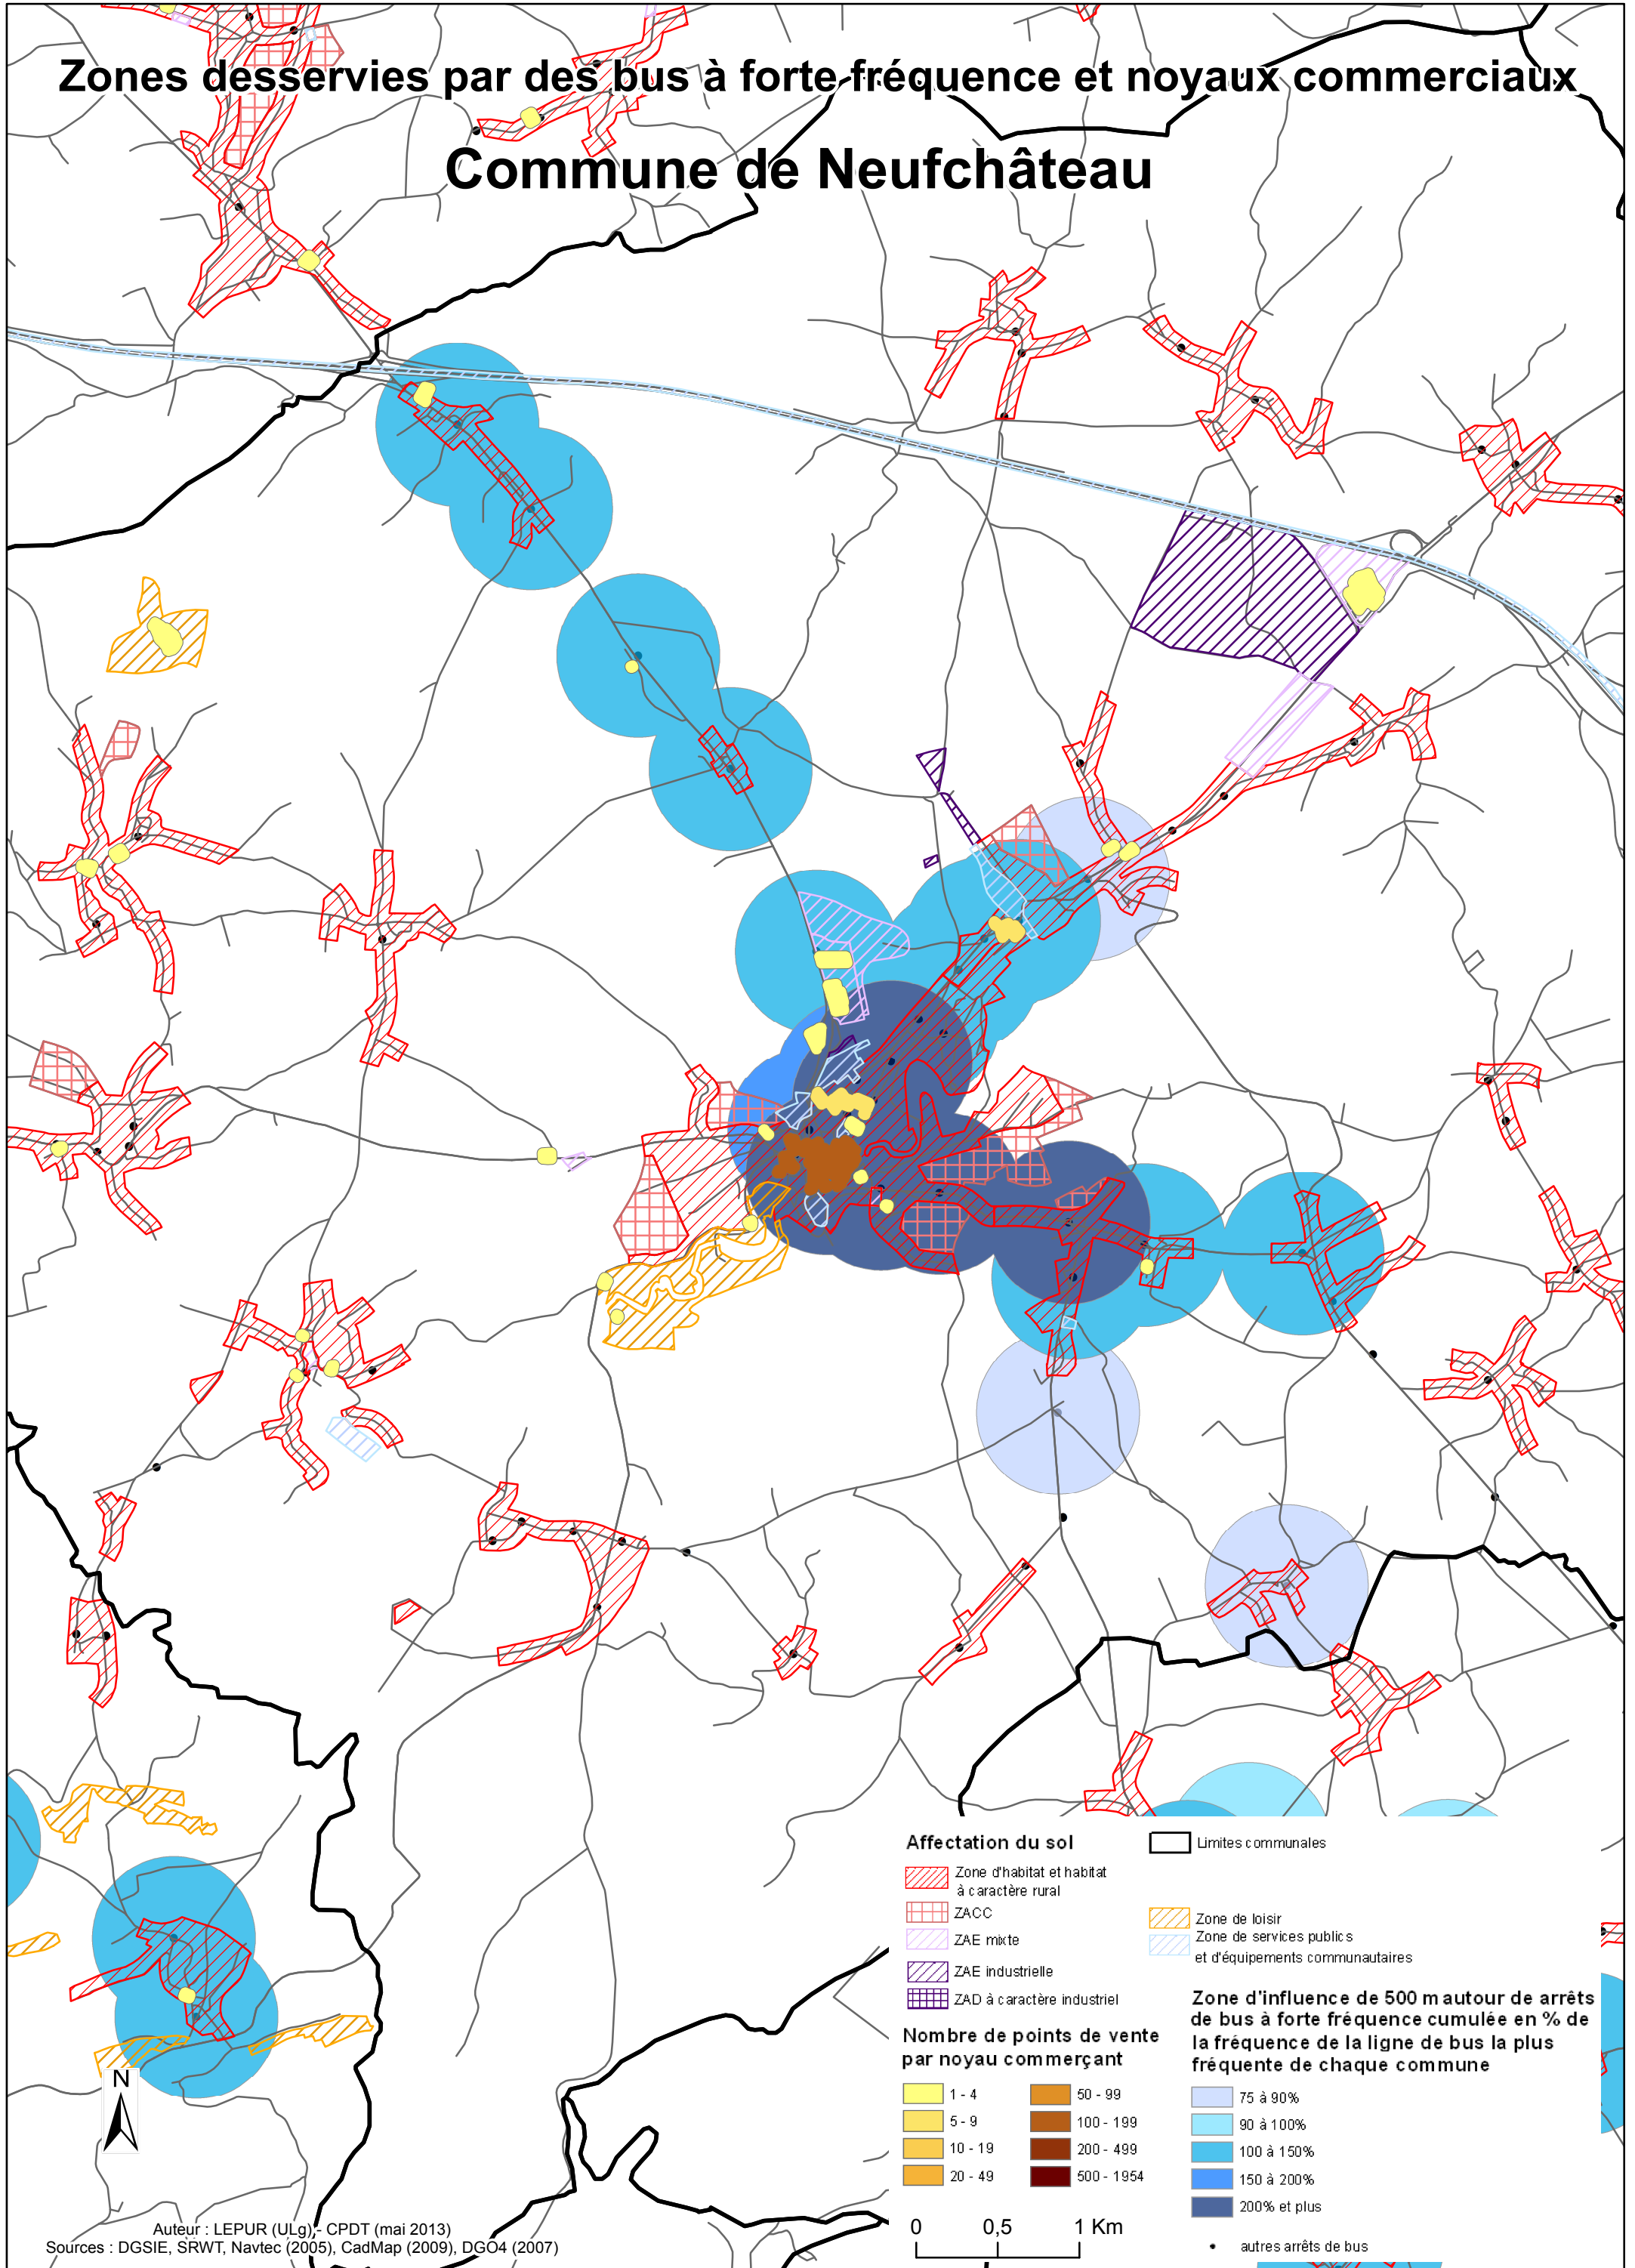 Zones desservies par des bus à forte fréquence et noyaux commerciaux
Commune de Neufchâteau
Affectation du sol
Zone d'habitat et habitat
à caractère rural
ZACC
ZAE mixte
ZAE industrielle
ZAD à caractère industriel
Limites communales
Zone de loisir
Zone de services publics
et d'équipements communautaires
Nombre de points de vente
par noyau commerçant
1 - 4
5 - 9
10 - 19
20 - 49
50 - 99
100 - 199
200 - 499
500 - 1954
Zone d'influence de 500 m autour de arrêts
de bus à forte fréquence cumulée en % de
la fréquence de la ligne de bus la plus
fréquente de chaque commune
75 à 90%
90 à 100%
100 à 150%
150 à 200%
200% et plus
autres arrêts de bus
0 0,5 1 Km
N
Auteur : LEPUR (ULg) - CPDT (mai 2013)
Sources : DGSIE, SRWT, Navtec (2005), CadMap (2009), DGO4 (2007)